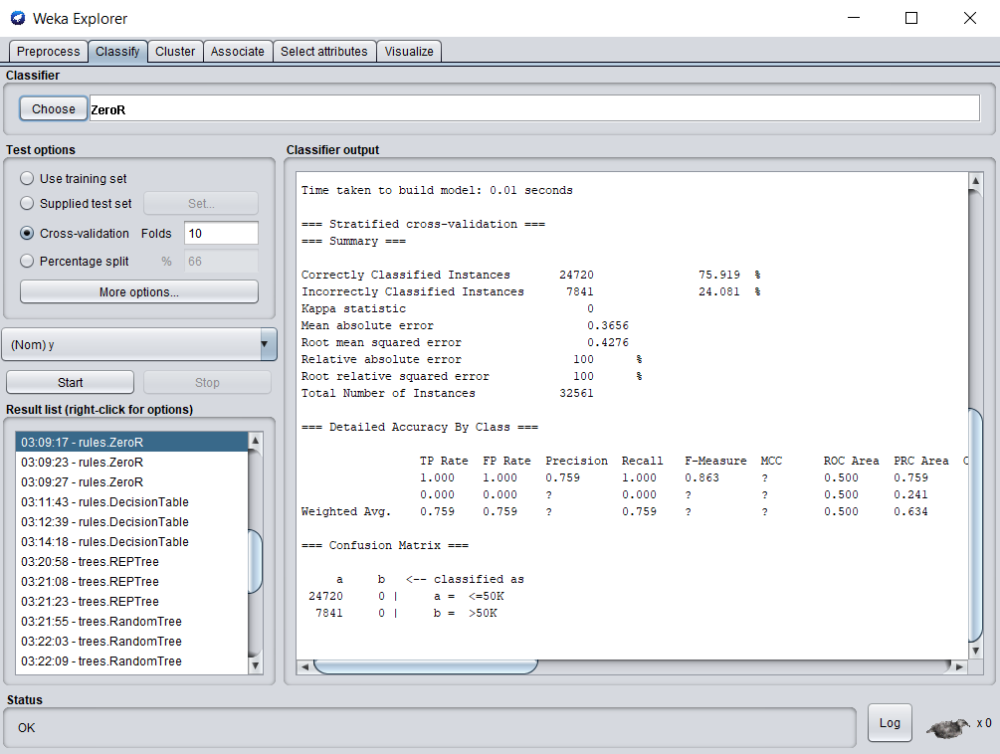 Weka Explorer
Preprocess Classify Cluster Associate Select attributes Visualize
Classifier
Choose ZeroR
Test options
Use training set
Supplied test set Set...
Cross-validation Folds 10
Percentage split % 66
More options...
(Nom) y
Start Stop
Result list (right-click for options)
03:09:17 - rules.ZeroR
03:09:23 - rules.ZeroR
03:09:27 - rules.ZeroR
03:11:43 - rules.DecisionTable
03:12:39 - rules.DecisionTable
03:14:18 - rules.DecisionTable
03:20:58 - trees.REPTree
03:21:08 - trees.REPTree
03:21:23 - trees.REPTree
03:21:55 - trees.RandomTree
03:22:03 - trees.RandomTree
03:22:09 - trees.RandomTree
Classifier output
Time taken to build model: 0.01 seconds
=== Stratified cross-validation ===
=== Summary ===
Correctly Classified Instances 24720 75.919 %
Incorrectly Classified Instances 7841 24.081 %
Kappa statistic 0
Mean absolute error 0.3656
Root mean squared error 0.4276
Relative absolute error 100 %
Root relative squared error 100 %
Total Number of Instances 32561
=== Detailed Accuracy By Class ===
TP Rate FP Rate Precision Recall F-Measure MCC ROC Area PRC Area C
1.000 1.000 0.759 1.000 0.863 ? 0.500 0.759
0.000 0.000 ? 0.000 ? ? 0.500 0.241
Weighted Avg. 0.759 0.759 ? 0.759 ? ? 0.500 0.634
=== Confusion Matrix ===
a b <-- classified as
24720 0 | a = <=50K
7841 0 | b = >50K
Status
OK
Log x 0